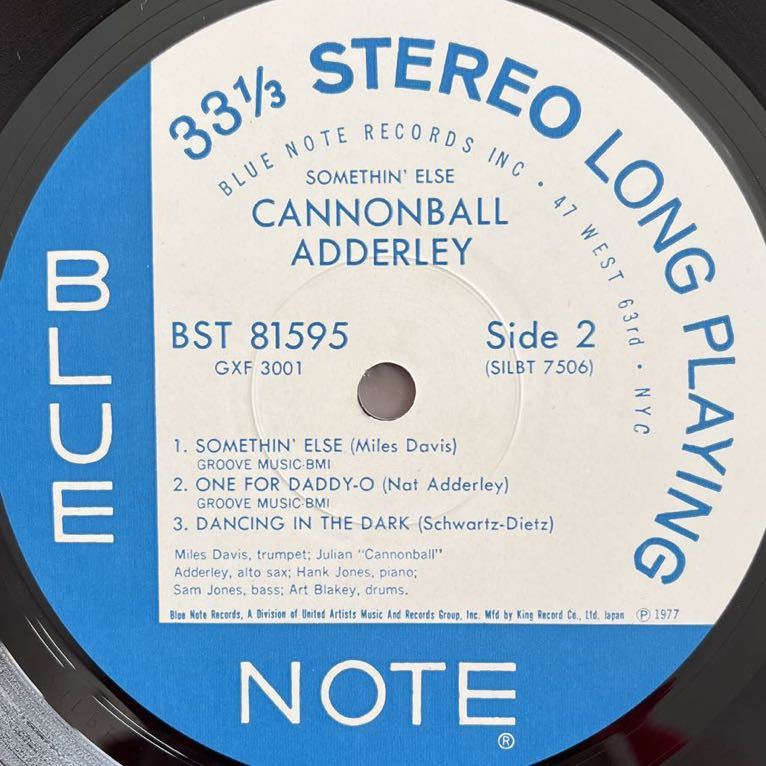 33⅓ STEREO LONG PLAYING
BLUE NOTE RECORDS INC • 47 WEST 63rd • NYC
SOMETHIN' ELSE
CANNONBALL
ADDERLEY
BST 81595
GXF 3001
Side 2
(SILBT 7506)
1. SOMETHIN' ELSE (Miles Davis)
GROOVE MUSIC-BMI
2. ONE FOR DADDY-O (Nat Adderley)
GROOVE MUSIC-BMI
3. DANCING IN THE DARK (Schwartz-Dietz)
Miles Davis, trumpet; Julian "Cannonball"
Adderley, alto sax; Hank Jones, piano;
Sam Jones, bass; Art Blakey, drums.
Blue Note Records, A Division of United Artists Music And Records Group, Inc. Mfd by King Record Co., Ltd. Japan ℗ 1977
BLUE
NOTE
®